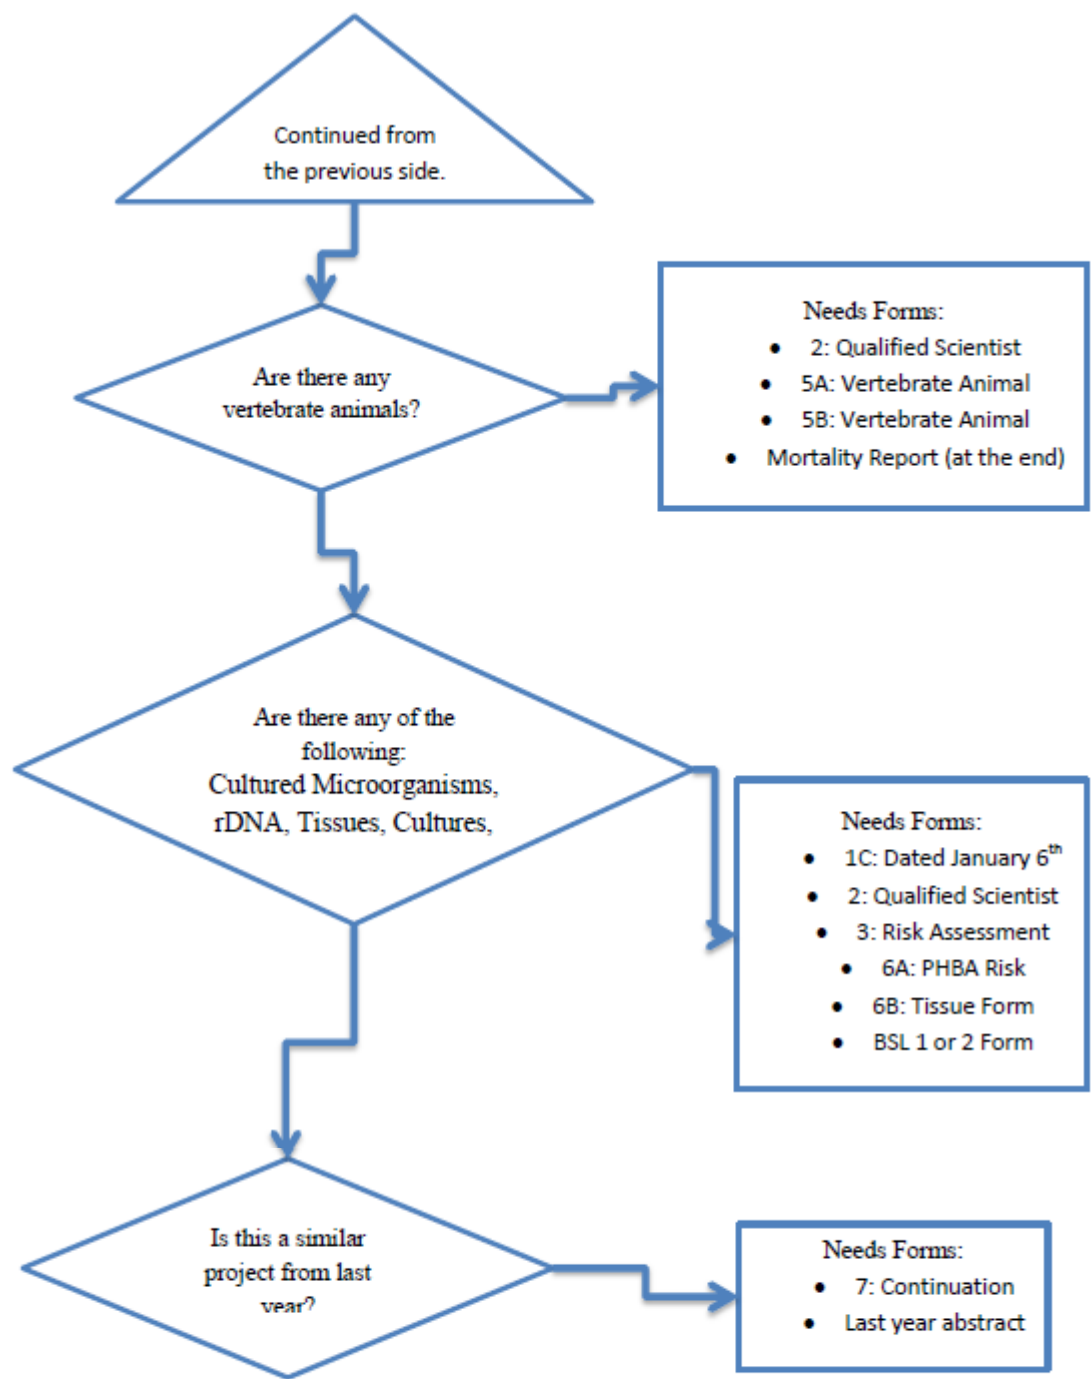 Continued from
the previous side.
Are there any
vertebrate animals?
Needs Forms:
• 2: Qualified Scientist
• 5A: Vertebrate Animal
• 5B: Vertebrate Animal
• Mortality Report (at the end)
Are there any of the
following:
Cultured Microorganisms,
rDNA, Tissues, Cultures,
Needs Forms:
• 1C: Dated January 6th
• 2: Qualified Scientist
• 3: Risk Assessment
• 6A: PHBA Risk
• 6B: Tissue Form
• BSL 1 or 2 Form
Is this a similar
project from last
year?
Needs Forms:
• 7: Continuation
• Last year abstract